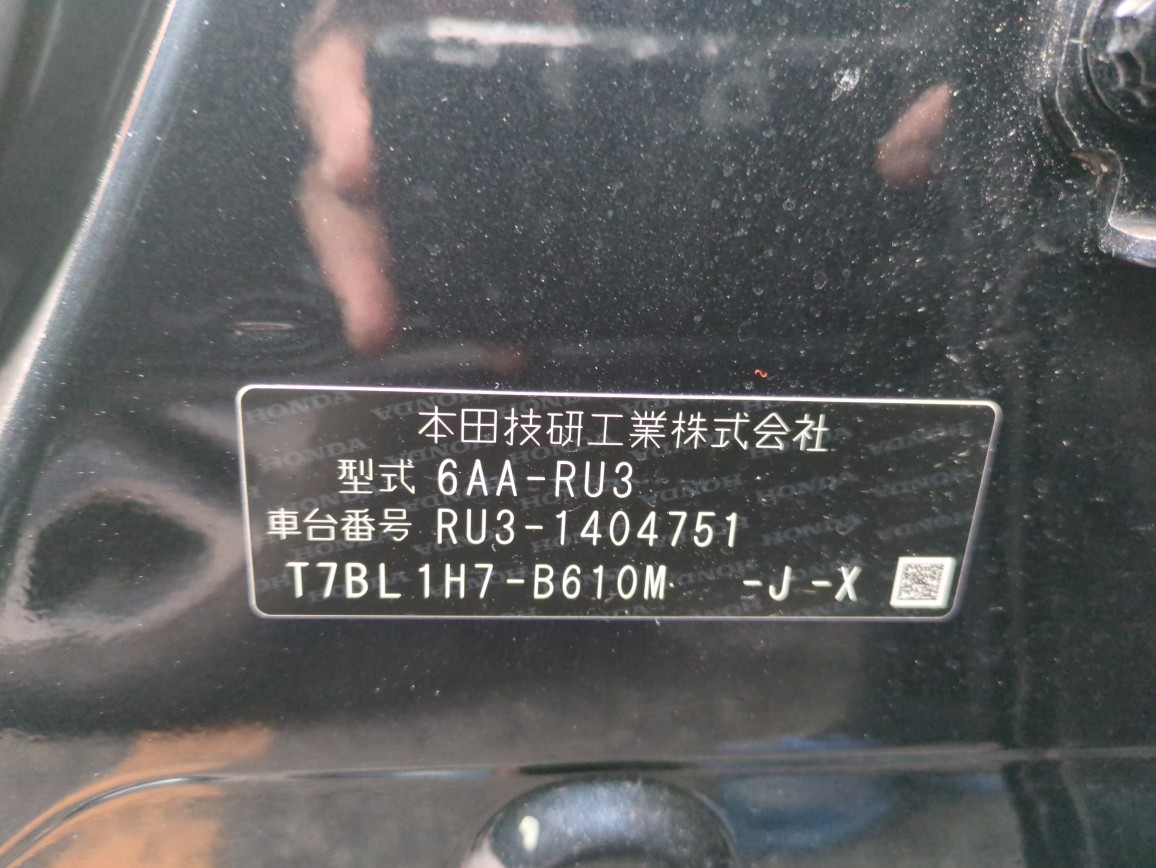 本田技研工業株式会社
型式 6AA-RU3
車台番号 RU3-1404751
T7BL1H7-B610M -J-X